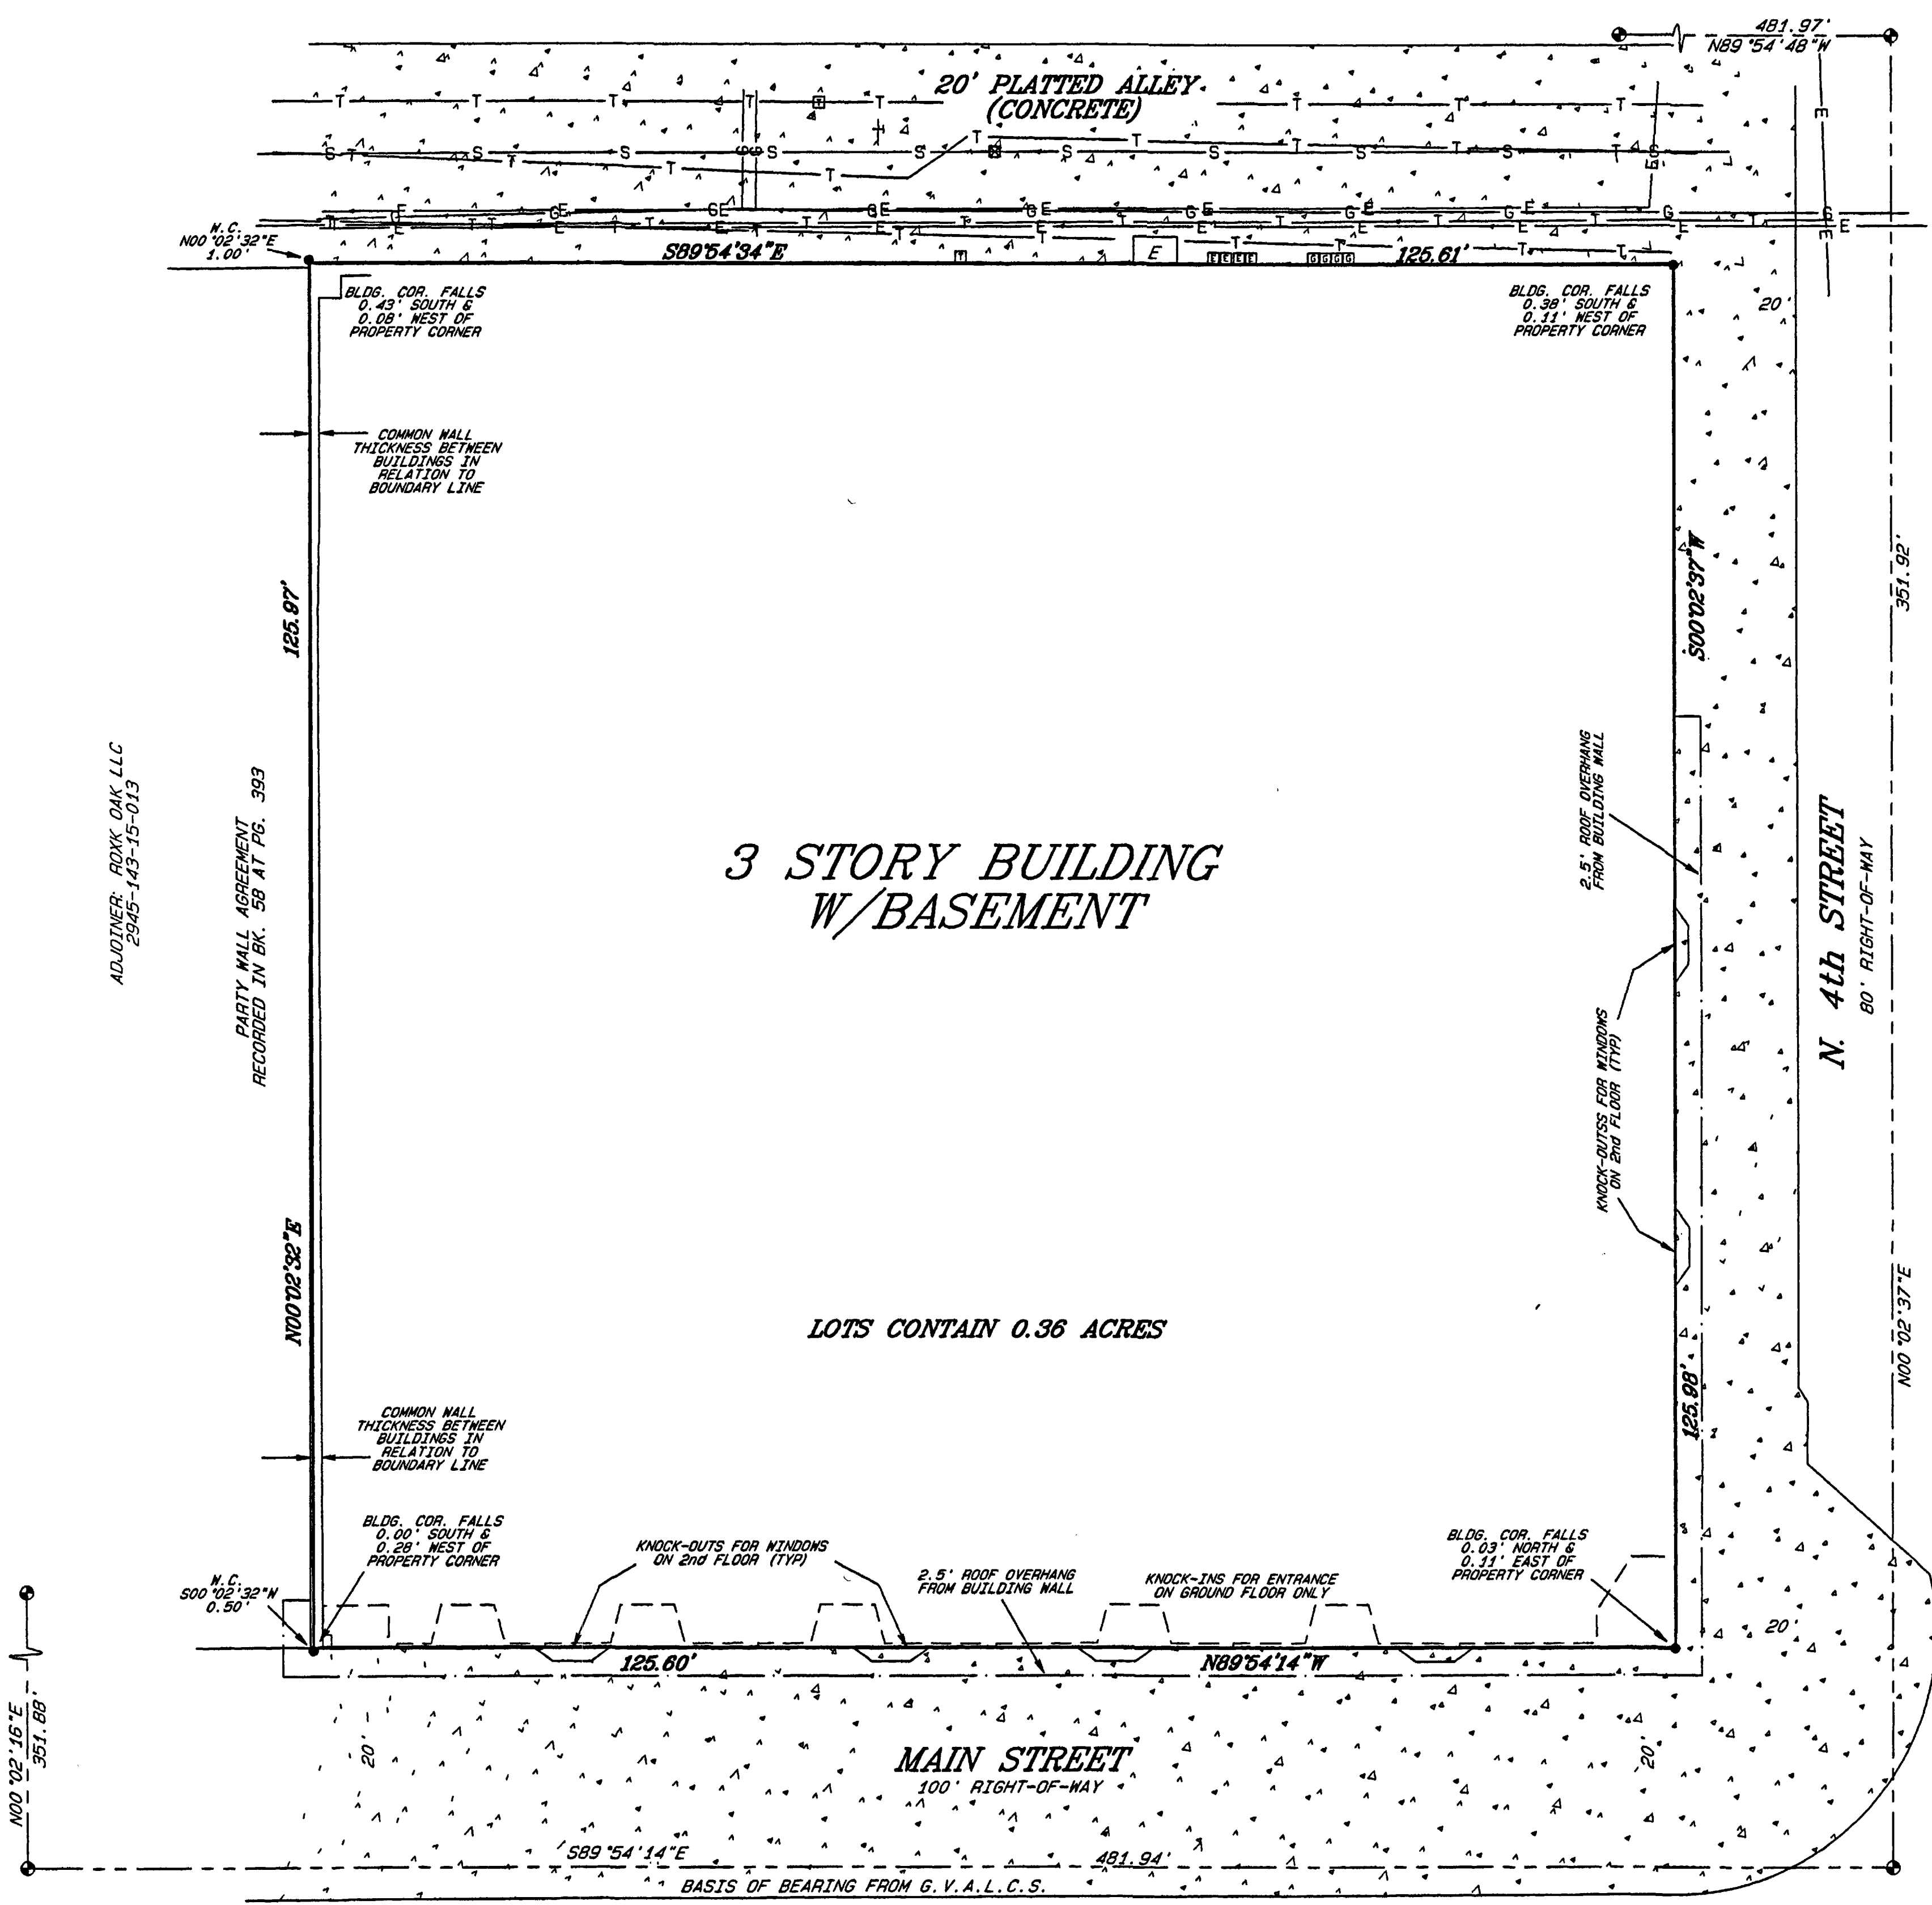 481.97'
N89°54'48"W
20' PLATTED ALLEY
(CONCRETE)
W.C.
N00°02'32"E
1.00'
S89°54'34"E
E
E E E E
G G G G
125.61'
BLDG. COR. FALLS
0.43' SOUTH &
0.08' WEST OF
PROPERTY CORNER
BLDG. COR. FALLS
0.38' SOUTH &
0.11' WEST OF
PROPERTY CORNER
20'
COMMON WALL
THICKNESS BETWEEN
BUILDINGS IN
RELATION TO
BOUNDARY LINE
125.97'
S00°02'37"W
351.92'
ADJOINER: ROXK OAK LLC
2945-143-15-013
PARTY WALL AGREEMENT
RECORDED IN BK. 58 AT PG. 393
3 STORY BUILDING
W/BASEMENT
2.5' ROOF OVERHANG
FROM BUILDING WALL
N. 4th STREET
80' RIGHT-OF-WAY
KNOCK-OUTSS FOR WINDOWS
ON 2nd FLOOR (TYP)
N00°02'32"E
LOTS CONTAIN 0.36 ACRES
N00°02'37"E
125.98'
COMMON WALL
THICKNESS BETWEEN
BUILDINGS IN
RELATION TO
BOUNDARY LINE
BLDG. COR. FALLS
0.00' SOUTH &
0.28' WEST OF
PROPERTY CORNER
KNOCK-OUTS FOR WINDOWS
ON 2nd FLOOR (TYP)
2.5' ROOF OVERHANG
FROM BUILDING WALL
KNOCK-INS FOR ENTRANCE
ON GROUND FLOOR ONLY
BLDG. COR. FALLS
0.03' NORTH &
0.11' EAST OF
PROPERTY CORNER
W.C.
S00°02'32"W
0.50'
20'
125.60'
N89°54'14"W
N00°02'16"E
351.88'
20'
MAIN STREET
100' RIGHT-OF-WAY
20'
S89°54'14"E
481.94'
BASIS OF BEARING FROM G.V.A.L.C.S.